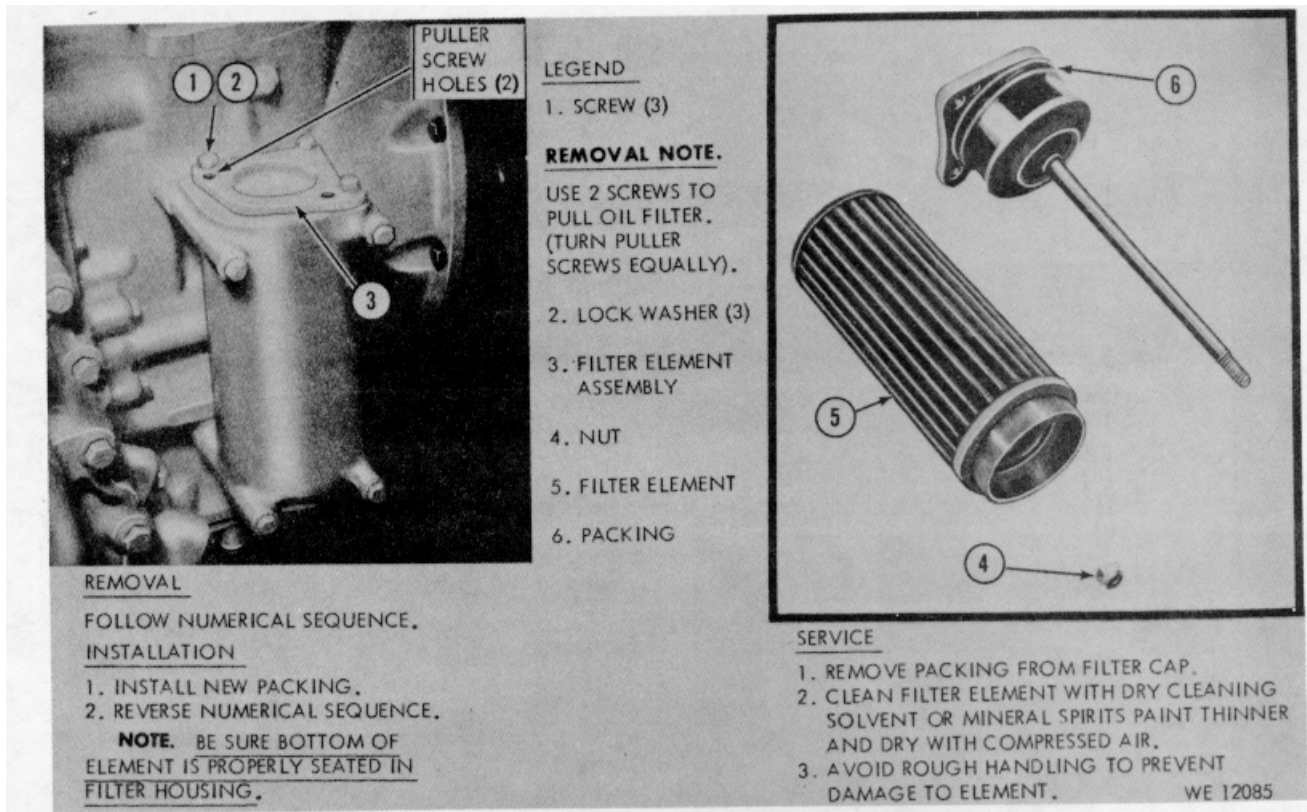 PULLER
SCREW
HOLES (2)
1
2
3
LEGEND
1. SCREW (3)
REMOVAL NOTE.
USE 2 SCREWS TO
PULL OIL FILTER.
(TURN PULLER
SCREWS EQUALLY).
2. LOCK WASHER (3)
3. FILTER ELEMENT
ASSEMBLY
4. NUT
5. FILTER ELEMENT
6. PACKING
6
5
4
REMOVAL
FOLLOW NUMERICAL SEQUENCE.
INSTALLATION
1. INSTALL NEW PACKING.
2. REVERSE NUMERICAL SEQUENCE.
NOTE. BE SURE BOTTOM OF
ELEMENT IS PROPERLY SEATED IN
FILTER HOUSING.
SERVICE
1. REMOVE PACKING FROM FILTER CAP.
2. CLEAN FILTER ELEMENT WITH DRY CLEANING
SOLVENT OR MINERAL SPIRITS PAINT THINNER
AND DRY WITH COMPRESSED AIR.
3. AVOID ROUGH HANDLING TO PREVENT
DAMAGE TO ELEMENT.
WE 12085